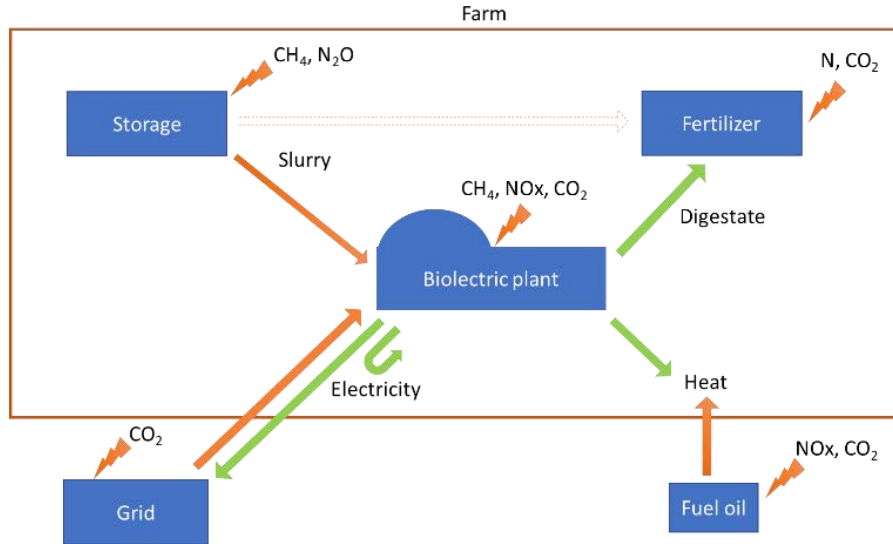 Farm
CH₄, N₂O
N, CO₂
Storage
Fertilizer
Slurry
CH₄, NOx, CO₂
Digestate
Biolectric plant
Electricity
Heat
CO₂
NOx, CO₂
Grid
Fuel oil